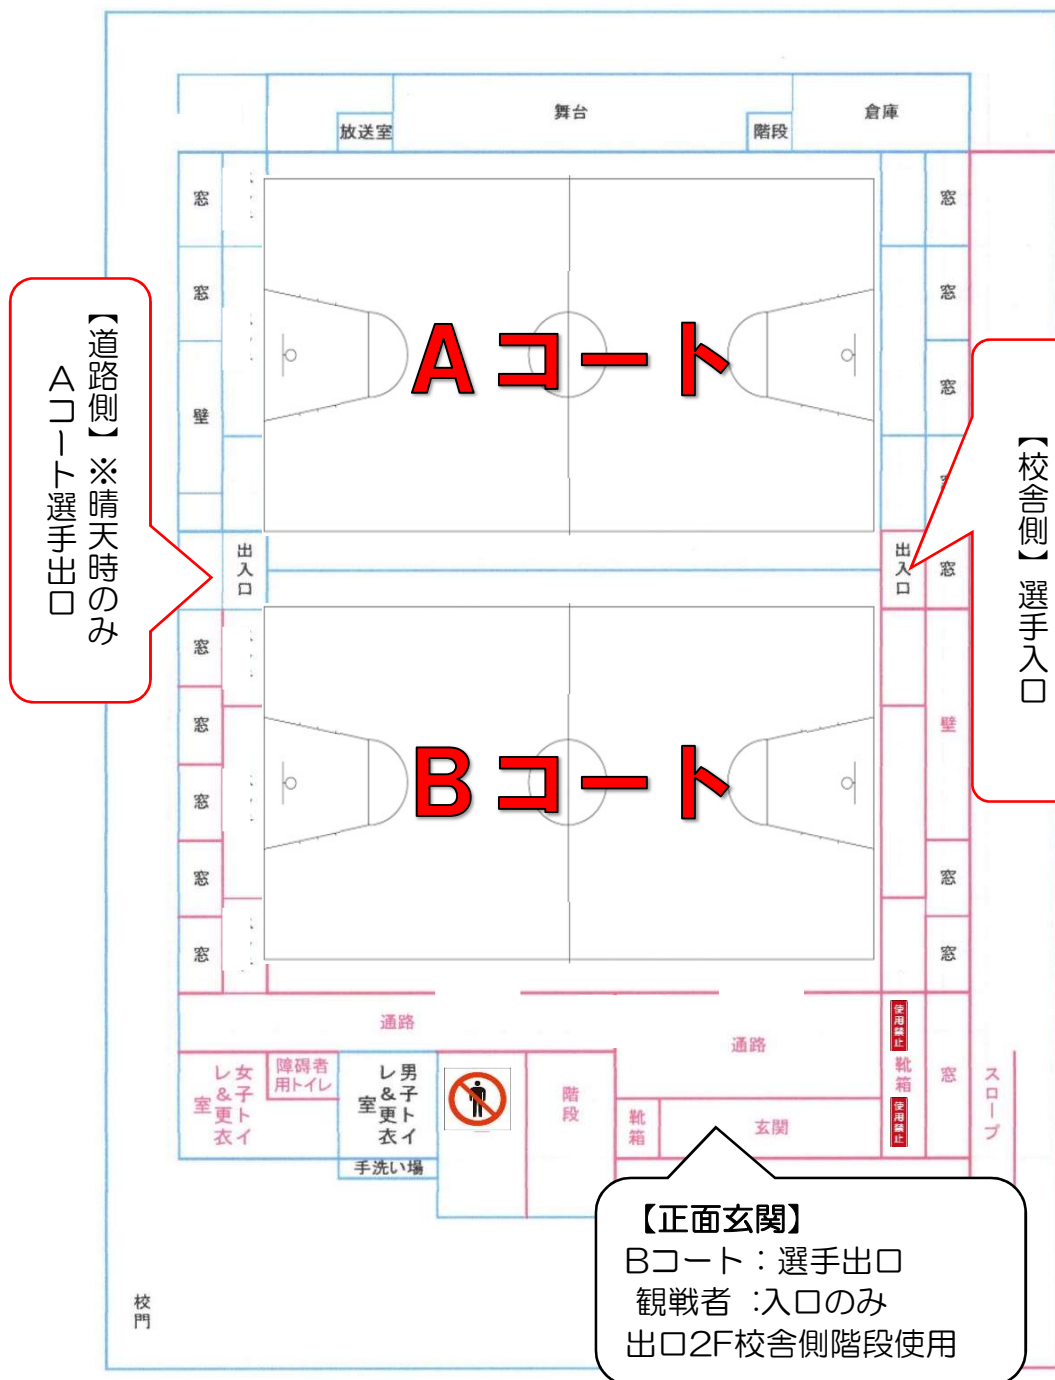 舞台
倉庫
放送室
階段
窓
窓
窓
窓
壁
窓
【道路側】※晴天時のみ
Aコート選手出口
Aコート
【校舎側】選手入口
出入口
出入口
窓
窓
窓
窓
窓
窓
壁
窓
窓
Bコート
使用禁止
通路
通路
靴箱
窓
スロープ
女子トイレ&更衣室
障碍者用トイレ
男子トイレ&更衣室
階段
靴箱
玄関
使用禁止
手洗い場
【正面玄関】
Bコート：選手出口
観戦者：入口のみ
出口2F校舎側階段使用
校門